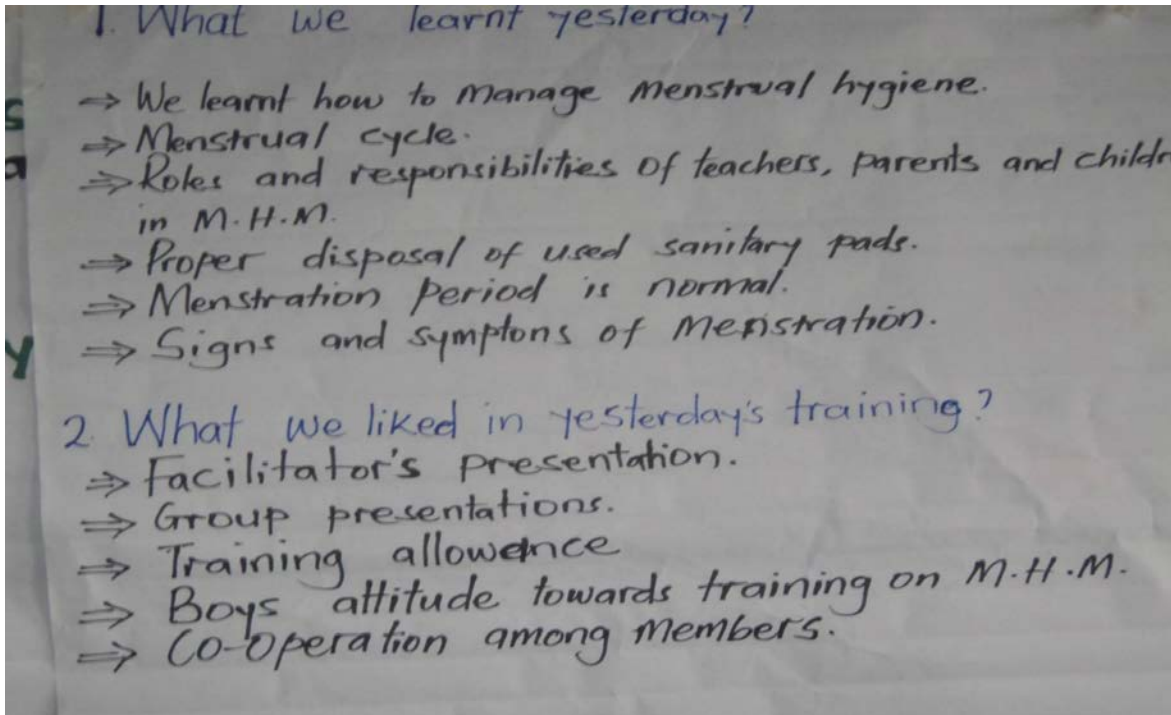 1. What we learnt yesterday?
⇒ We learnt how to manage menstrual hygiene.
⇒ Menstrual cycle.
⇒ Roles and responsibilities of teachers, parents and childr
in M.H.M.
⇒ Proper disposal of used sanitary pads.
⇒ Menstration period is normal.
⇒ Signs and symptons of menstration.
2. What we liked in yesterday's training?
⇒ Facilitator's presentation.
⇒ Group presentations.
⇒ Training allowance
⇒ Boys attitude towards training on M.H.M.
⇒ Co-operation among members.